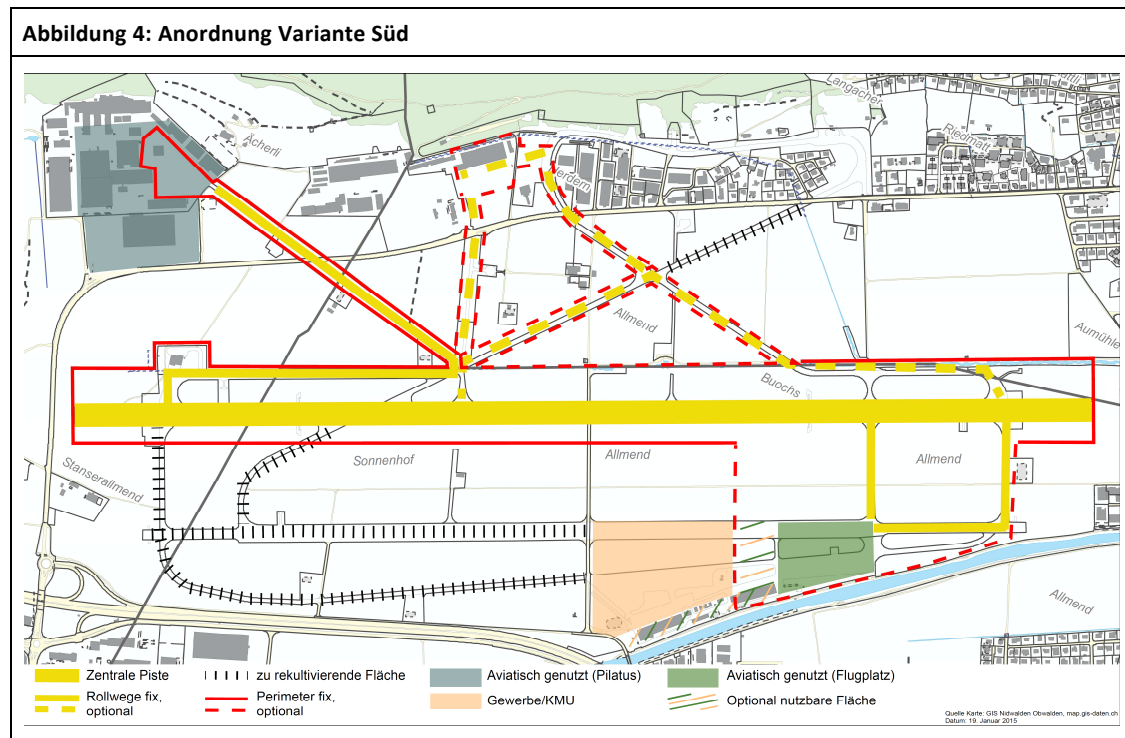 Abbildung 4: Anordnung Variante Süd
Langacher
Riedmatt
Acherli
Allmend
Aumühle
Buochs
Stanserallmend
Sonnenhof
Allmend
Allmend
Allmend
Zentrale Piste
zu rekultivierende Fläche
Aviatisch genutzt (Pilatus)
Aviatisch genutzt (Flugplatz)
Rollwege fix,
optional
Perimeter fix,
optional
Gewerbe/KMU
Optional nutzbare Fläche
Quelle Karte: GIS Nidwalden Obwalden, map.gis-daten.ch
Datum: 19. Januar 2015